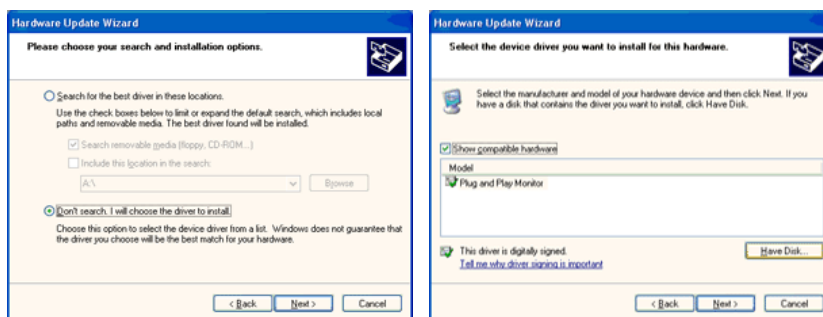 Hardware Update Wizard
Please choose your search and installation options.
Search for the best driver in these locations.
Use the check boxes below to limit or expand the default search, which includes local
paths and removable media. The best driver found will be installed.
Search removable media (floppy, CD-ROM...)
Include this location in the search:
A:\
Browse
Don't search. I will choose the driver to install.
Choose this option to select the device driver from a list. Windows does not guarantee that
the driver you choose will be the best match for your hardware.
< Back
Next >
Cancel
Hardware Update Wizard
Select the device driver you want to install for this hardware.
Select the manufacturer and model of your hardware device and then click Next. If you
have a disk that contains the driver you want to install, click Have Disk.
Show compatible hardware
Model
Plug and Play Monitor
This driver is digitally signed.
Tell me why driver signing is important
Have Disk...
< Back
Next >
Cancel